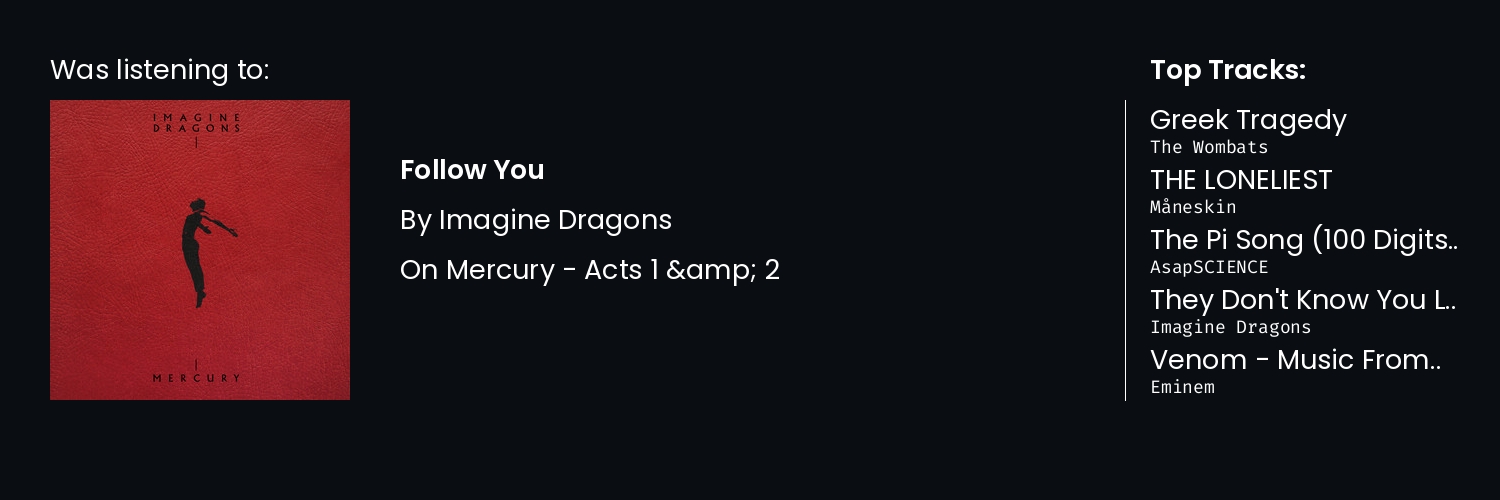 Was listening to:
IMAGINE
DRAGONS
MERCURY
Follow You
By Imagine Dragons
On Mercury - Acts 1 &amp;amp; 2
Top Tracks:
Greek Tragedy
The Wombats
THE LONELIEST
Måneskin
The Pi Song (100 Digits..
AsapSCIENCE
They Don't Know You L..
Imagine Dragons
Venom - Music From..
Eminem